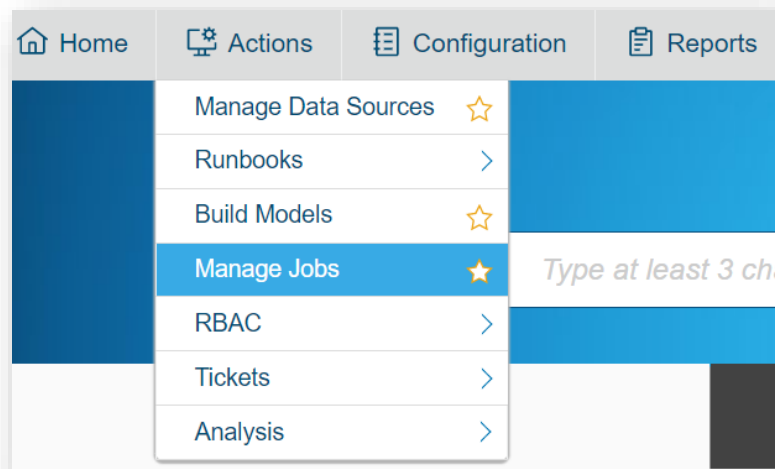 Home Actions Configuration Reports
Manage Data Sources
Runbooks
Build Models
Manage Jobs
Type at least 3 cha
RBAC
Tickets
Analysis